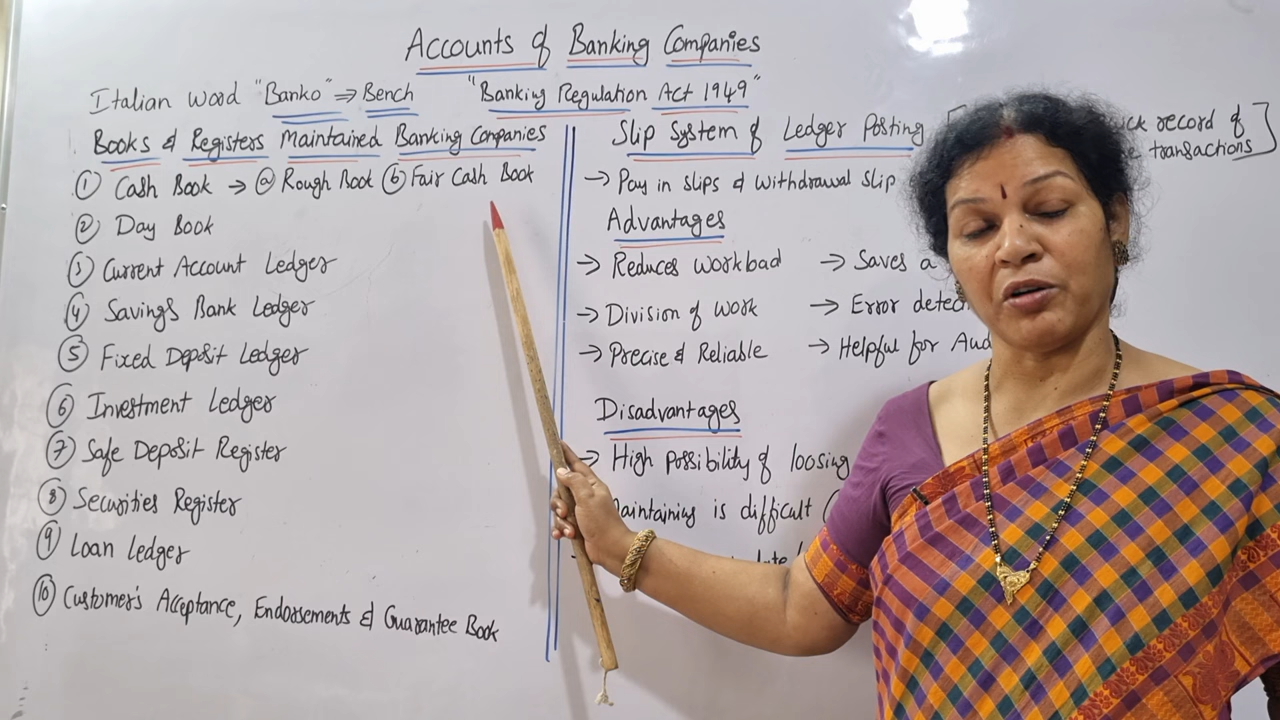 Accounts of Banking Companies
Italian Word "Banko" ⇒ Bench "Banking Regulation Act 1949"
Books & Registers Maintained Banking Companies
① Cash Book → ⓐ Rough Book ⓑ Fair Cash Book
② Day Book
③ Current Account Ledger
④ Savings Bank Ledger
⑤ Fixed Deposit Ledger
⑥ Investment Ledger
⑦ Safe Deposit Register
⑧ Securities Register
⑨ Loan Ledger
⑩ Customer's Acceptance, Endorsements & Guarantee Book
Slip System of Ledger Posting [ record of
transactions]
→ Pay in slips & withdrawal slip
Advantages
→ Reduces workload → Saves a
→ Division of work → Error
→ Precise & Reliable → Helpful for
Disadvantages
→ High possibility of loosing
Maintaining is difficult (